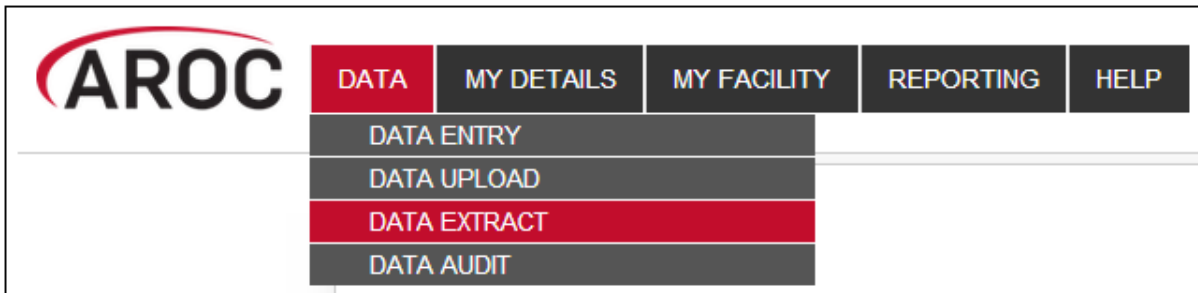 AROC DATA MY DETAILS MY FACILITY REPORTING HELP
DATA ENTRY
DATA UPLOAD
DATA EXTRACT
DATA AUDIT